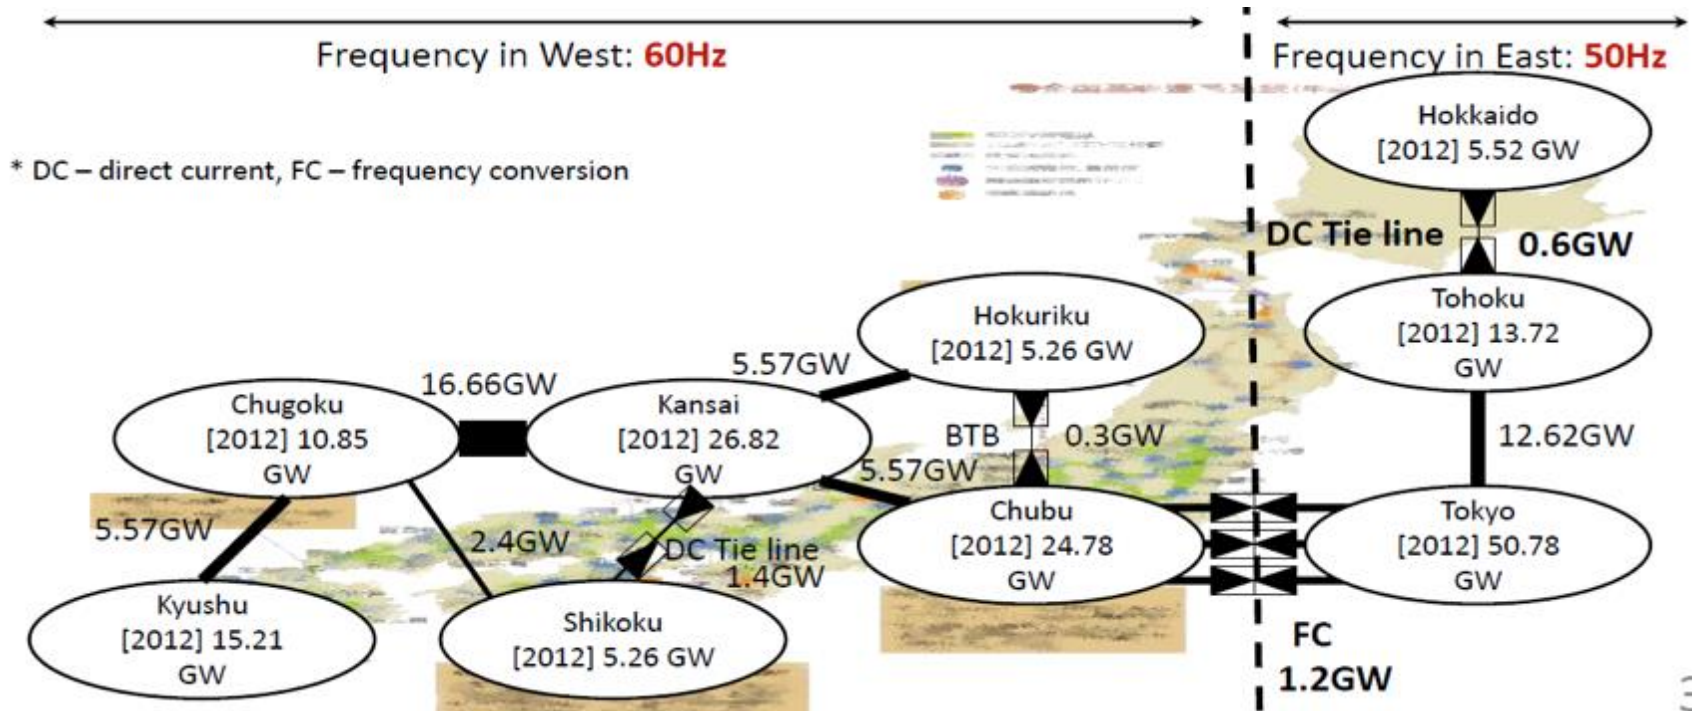 Frequency in West: 60Hz
Frequency in East: 50Hz
* DC – direct current, FC – frequency conversion
Hokkaido
[2012] 5.52 GW
DC Tie line
0.6GW
Tohoku
[2012] 13.72
GW
Hokuriku
[2012] 5.26 GW
5.57GW
16.66GW
Chugoku
[2012] 10.85
GW
Kansai
[2012] 26.82
GW
BTB
0.3GW
12.62GW
5.57GW
Chubu
[2012] 24.78
GW
Tokyo
[2012] 50.78
GW
5.57GW
2.4GW
DC Tie line
1.4GW
Kyushu
[2012] 15.21
GW
Shikoku
[2012] 5.26 GW
FC
1.2GW